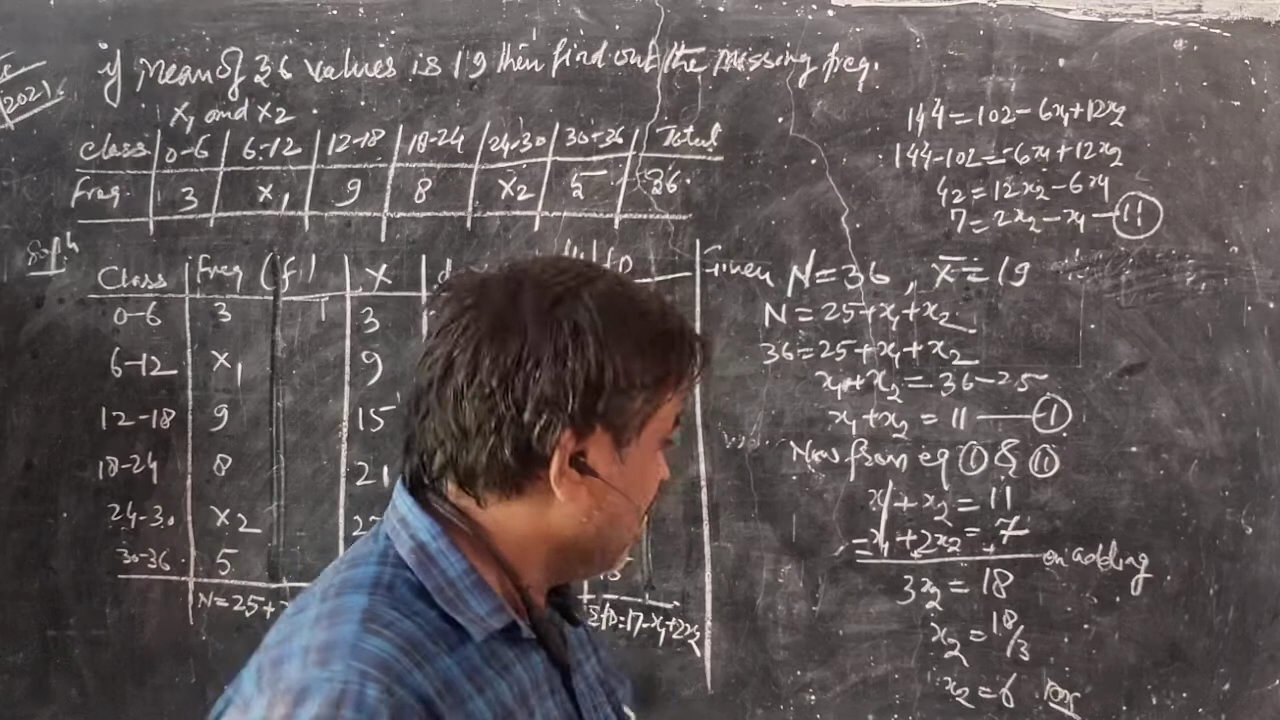 if Mean of 36 values is 19 then find out the missing freq.
(2021)
x₁ and x₂.
Class 0-6 6-12 12-18 18-24 24-30 30-36 Total
freq. 3 x₁ 9 8 x₂ 5 36.
Solⁿ
Class freq (f) X d
0-6 3 3
6-12 x₁ 9
12-18 9 15
18-24 8 21
24-30 x₂ 2
30-36 5
N=25+
ΣfD=17-x₁+2x₂
144=102-6x₁+12x₂
144-102=-6x₁+12x₂
42=12x₂-6x₁
7=2x₂-x₁-(II)
Given N=36, x̄=19
N=25+x₁+x₂
36=25+x₁+x₂
x₁+x₂=36-25
x₁+x₂=11-(I)
Now from eq (I) & (II)
x₁+x₂=11
-x₁+2x₂=7
on adding
3x₂=18
x₂=18/3
x₂=6